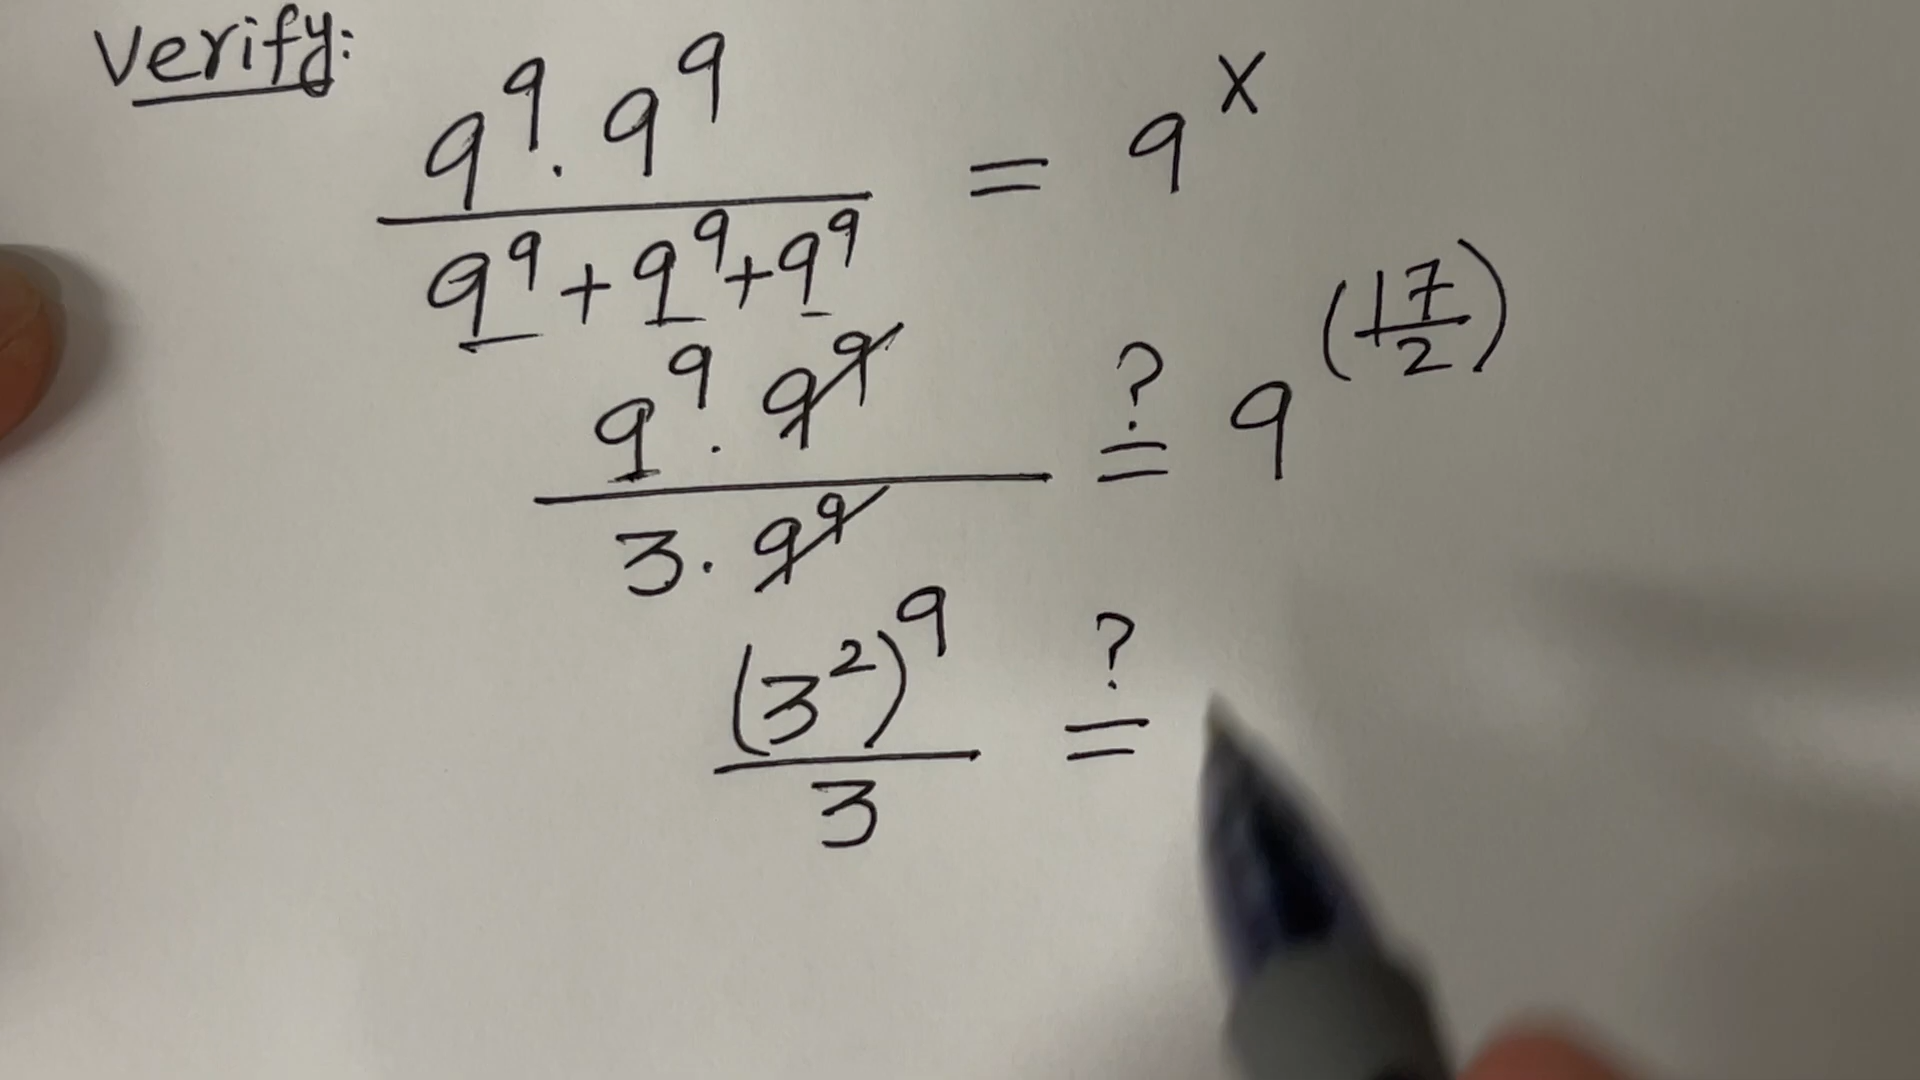 Verify:
9^9 · 9^9 / (9^9 + 9^9 + 9^9) = 9^x
9^9 · 9^9 / (3 · 9^9) ?= 9^(17/2)
(3^2)^9 / 3 ?=